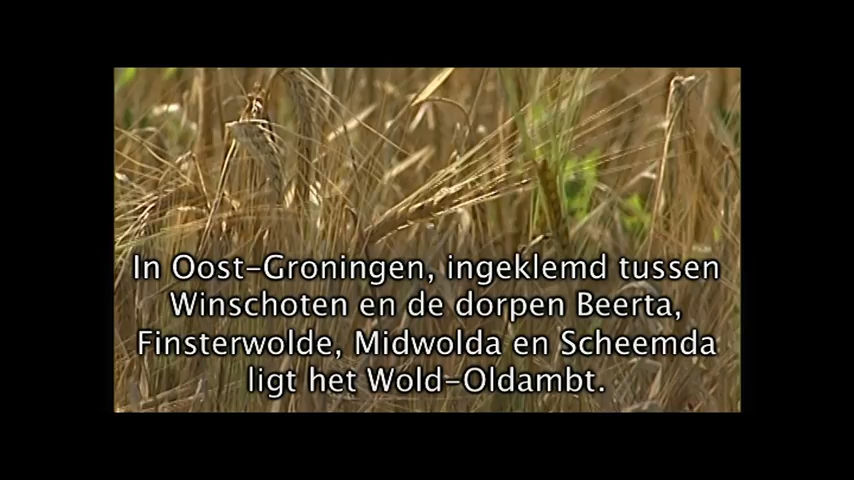 In Oost-Groningen, ingeklemd tussen
Winschoten en de dorpen Beerta,
Finsterwolde, Midwolda en Scheemda
ligt het Wold-Oldambt.